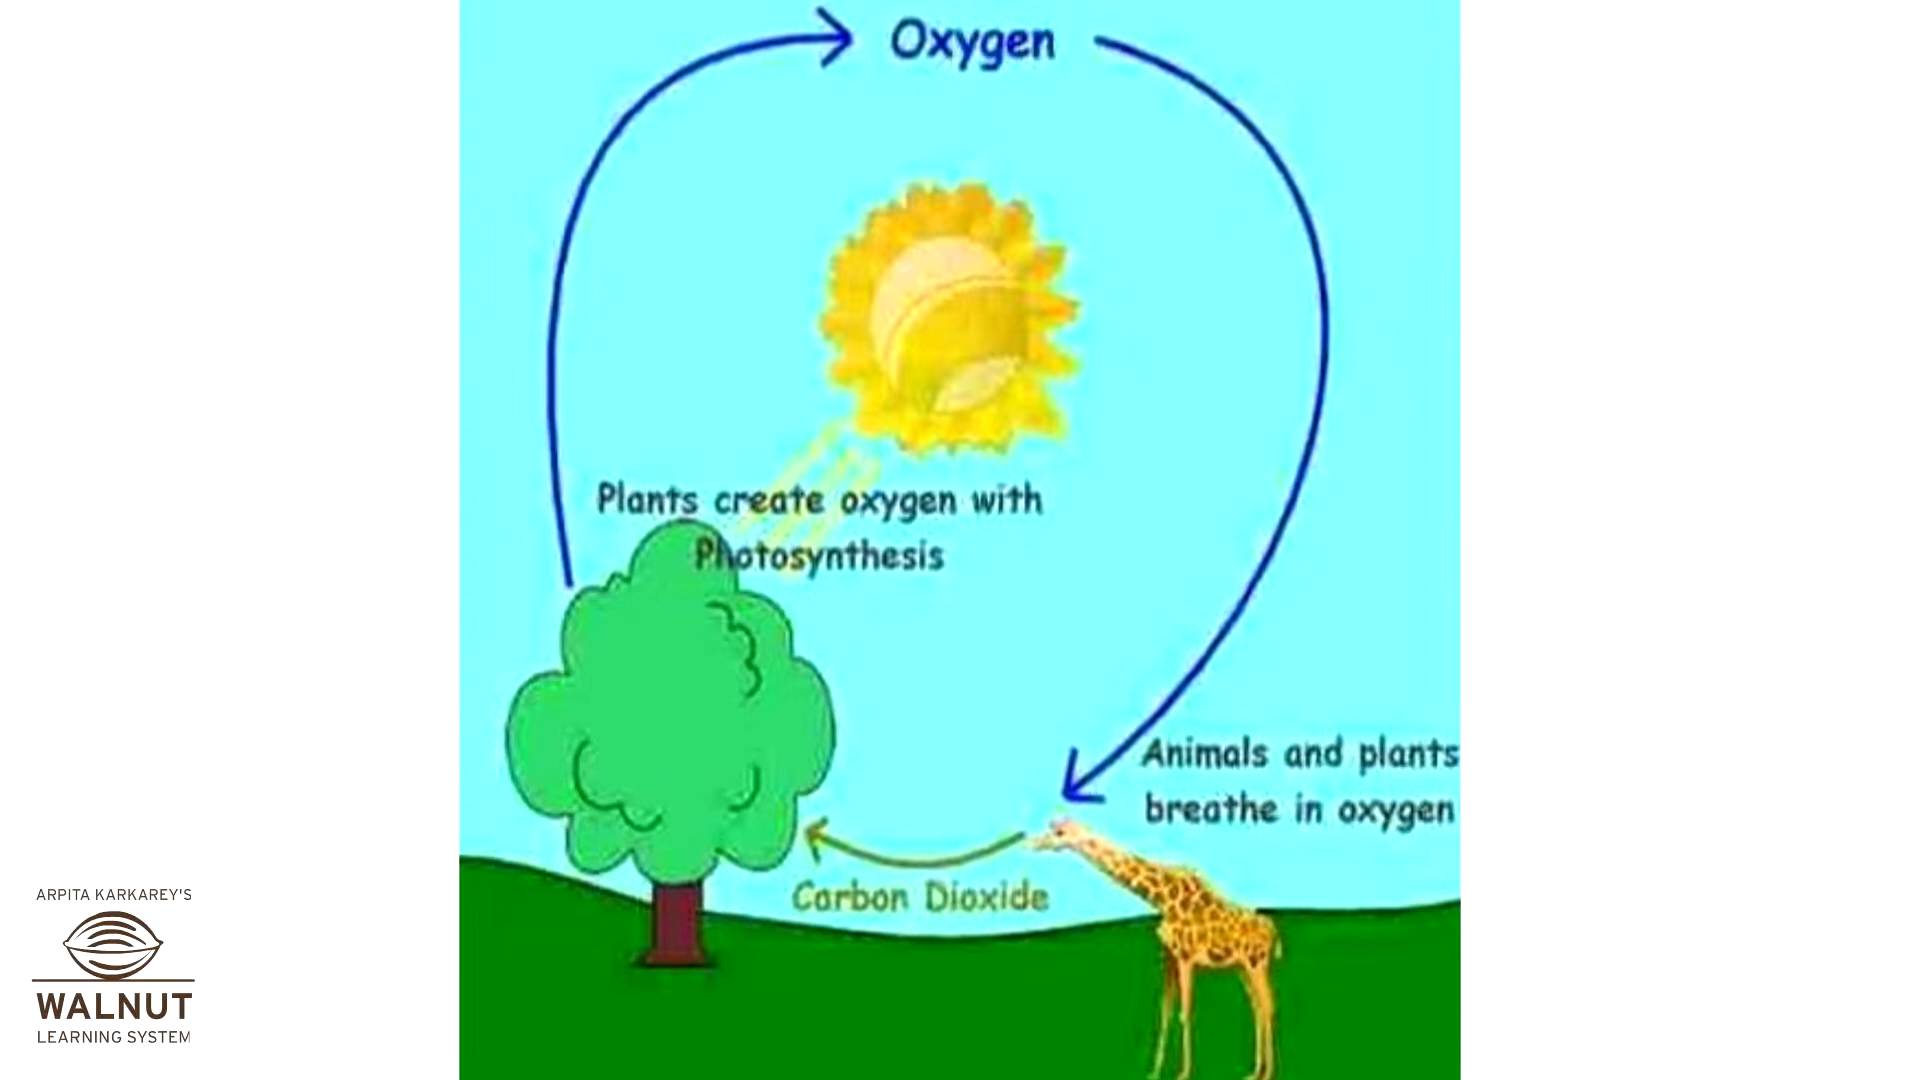 Oxygen
Plants create oxygen with
Photosynthesis
Animals and plants
breathe in oxygen
Carbon Dioxide
ARPITA KARKAREY'S
WALNUT
LEARNING SYSTEM